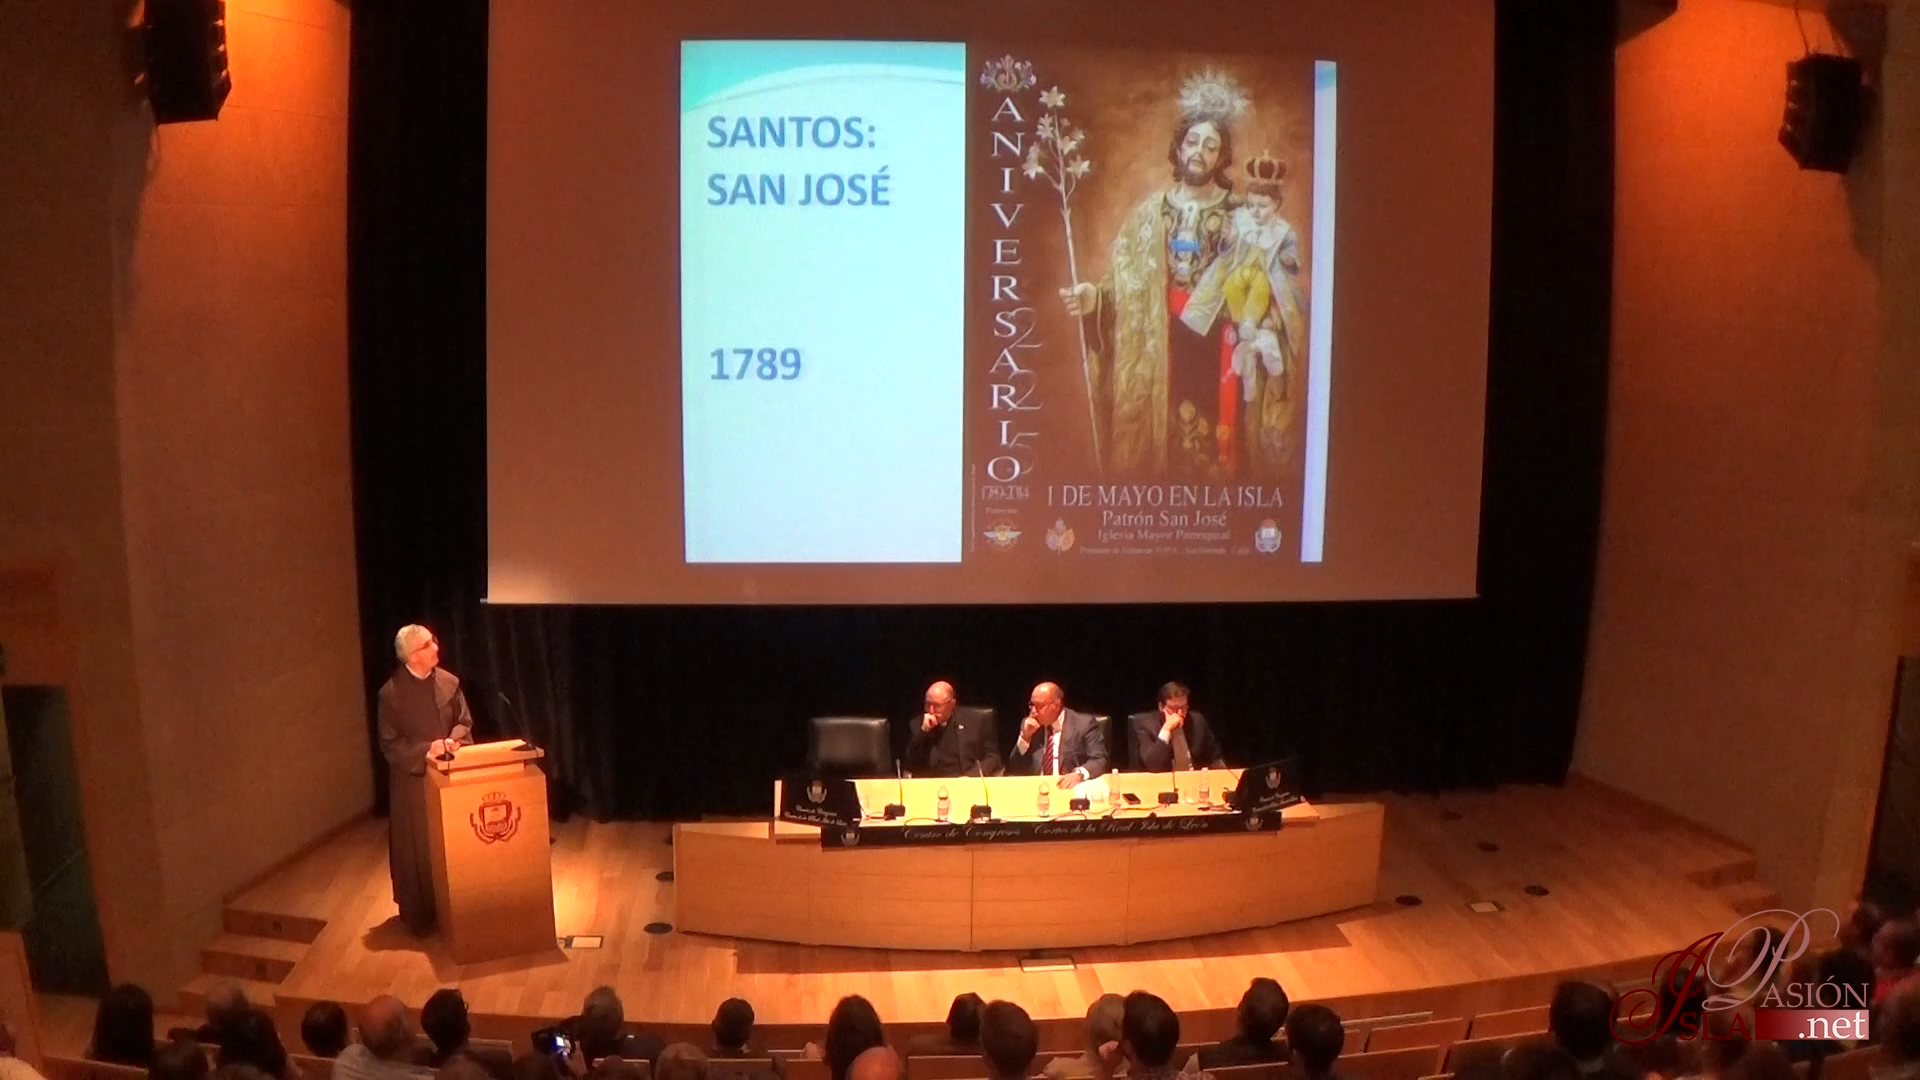 SANTOS:
SAN JOSÉ
1789
ANIVERSARIO
225
1789-2014
1 DE MAYO EN LA ISLA
Patrón San José
Iglesia Mayor Parroquial
Centro de Congresos Cortes de la Real Isla de León
PASIÓN
ISLA
.net